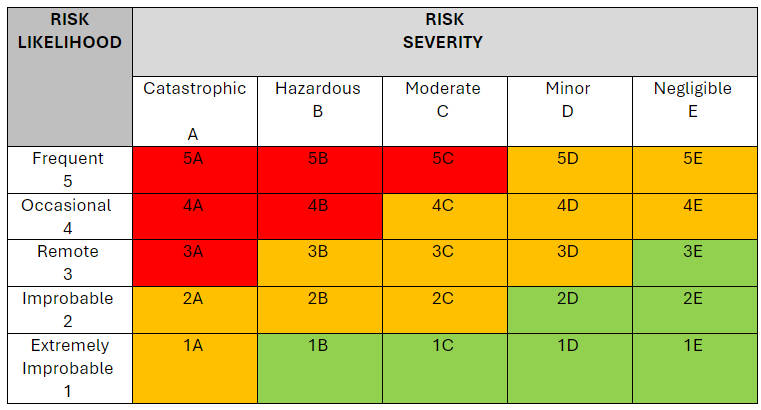 RISK
LIKELIHOOD
RISK
SEVERITY
Catastrophic
A
Hazardous
B
Moderate
C
Minor
D
Negligible
E
Frequent
5
5A
5B
5C
5D
5E
Occasional
4
4A
4B
4C
4D
4E
Remote
3
3A
3B
3C
3D
3E
Improbable
2
2A
2B
2C
2D
2E
Extremely
Improbable
1
1A
1B
1C
1D
1E